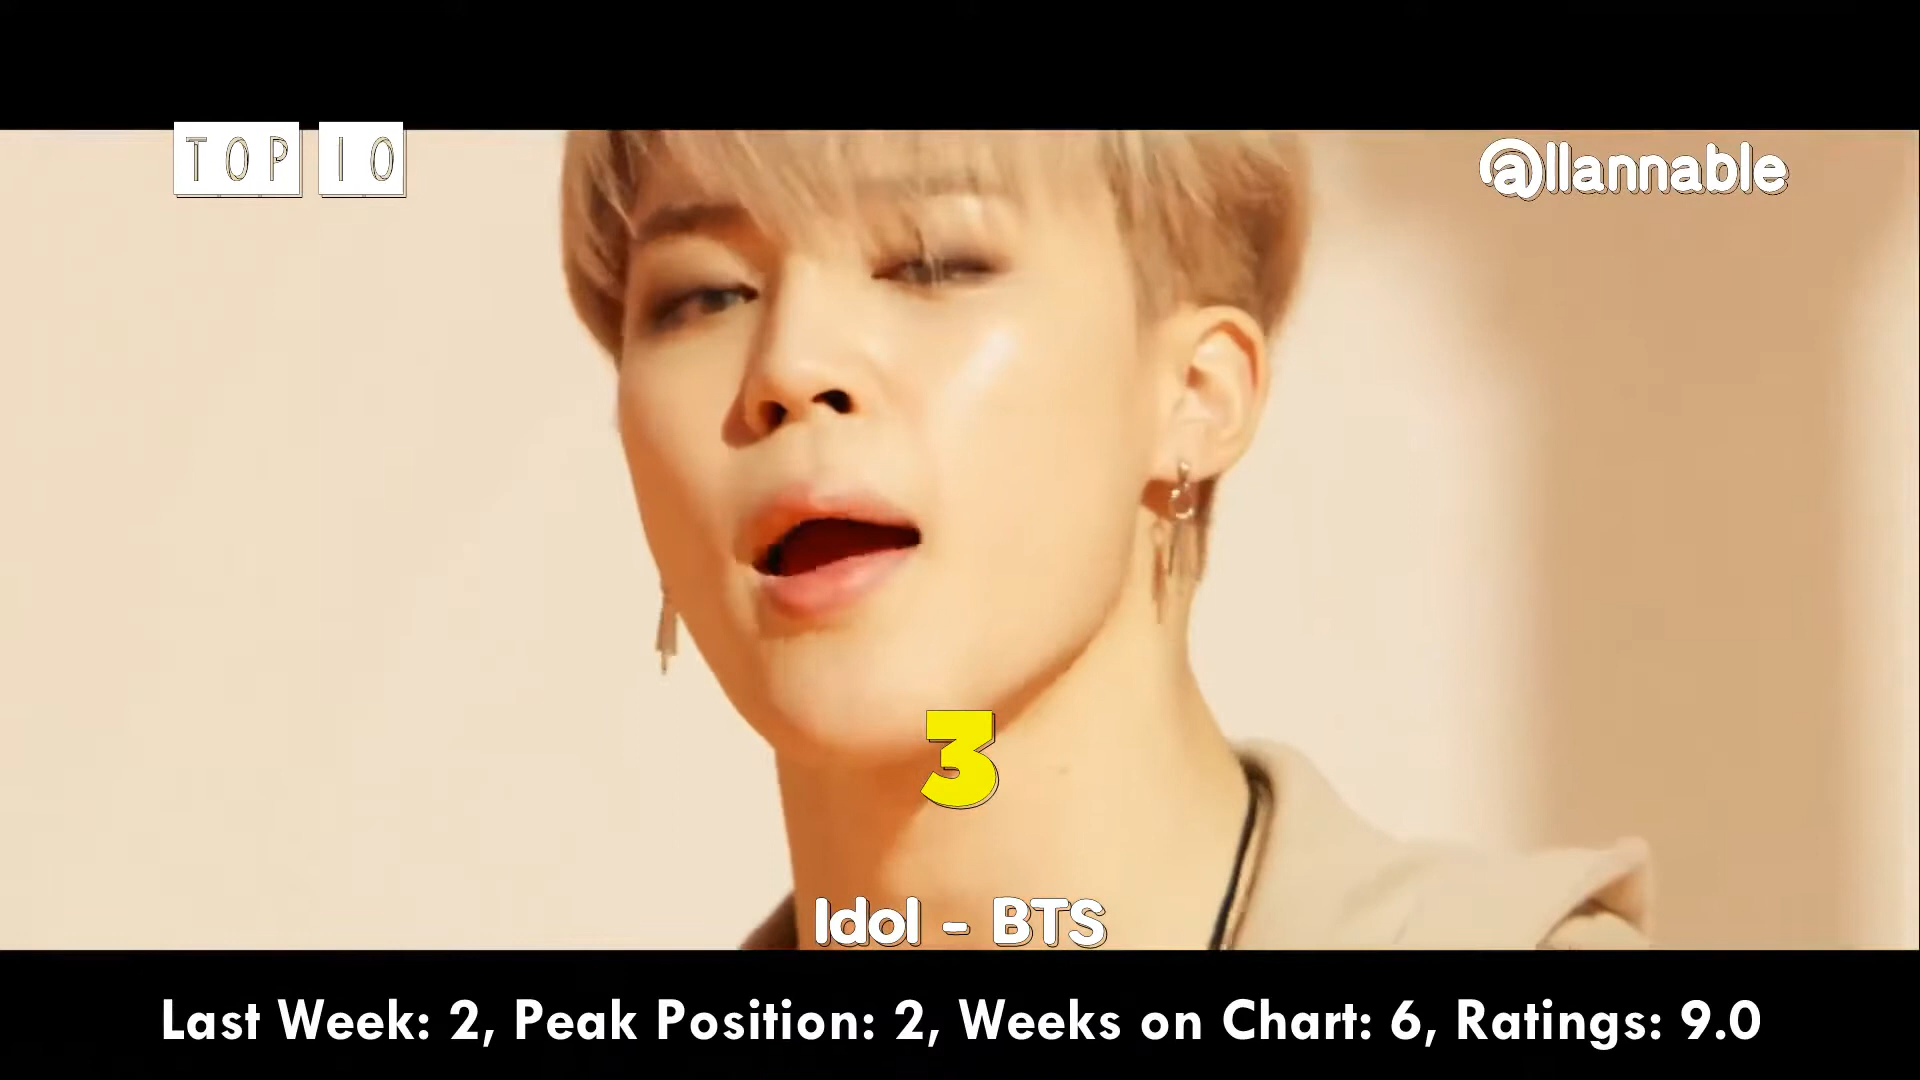 TOP 10
@llannable
3
Idol - BTS
Last Week: 2, Peak Position: 2, Weeks on Chart: 6, Ratings: 9.0